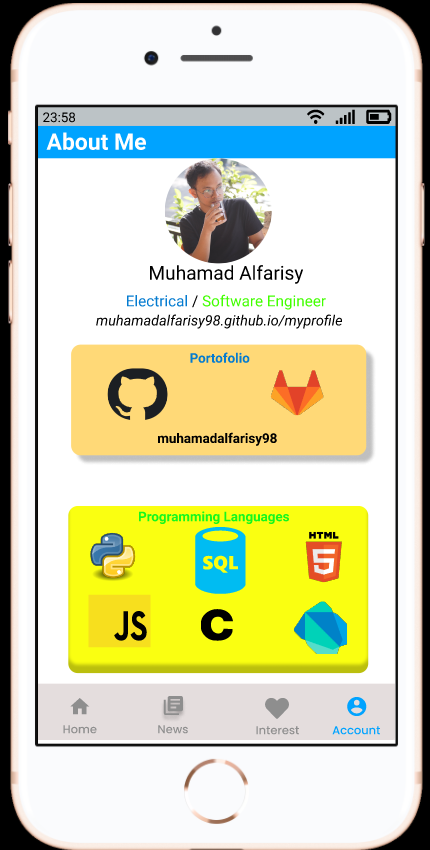 23:58
About Me
Muhamad Alfarisy
Electrical / Software Engineer
muhamadalfarisy98.github.io/myprofile
Portofolio
muhamadalfarisy98
Programming Languages
SQL
HTML
5
JS
C
Home
News
Interest
Account